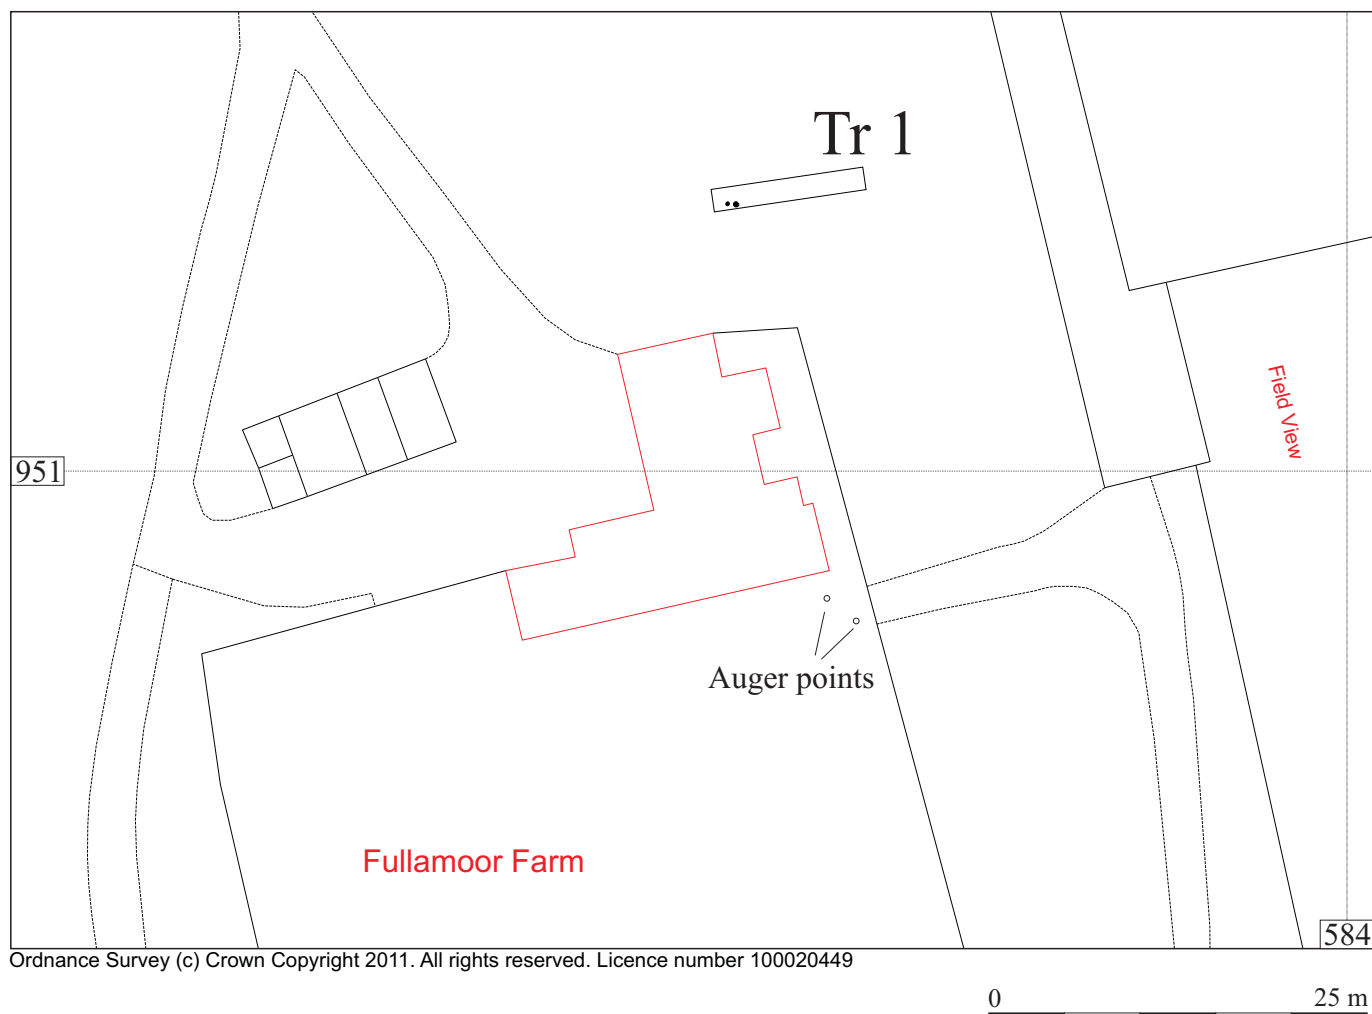 Tr 1
Field View
951
Auger points
Fullamoor Farm
584
Ordnance Survey (c) Crown Copyright 2011. All rights reserved. Licence number 100020449
0 25 m